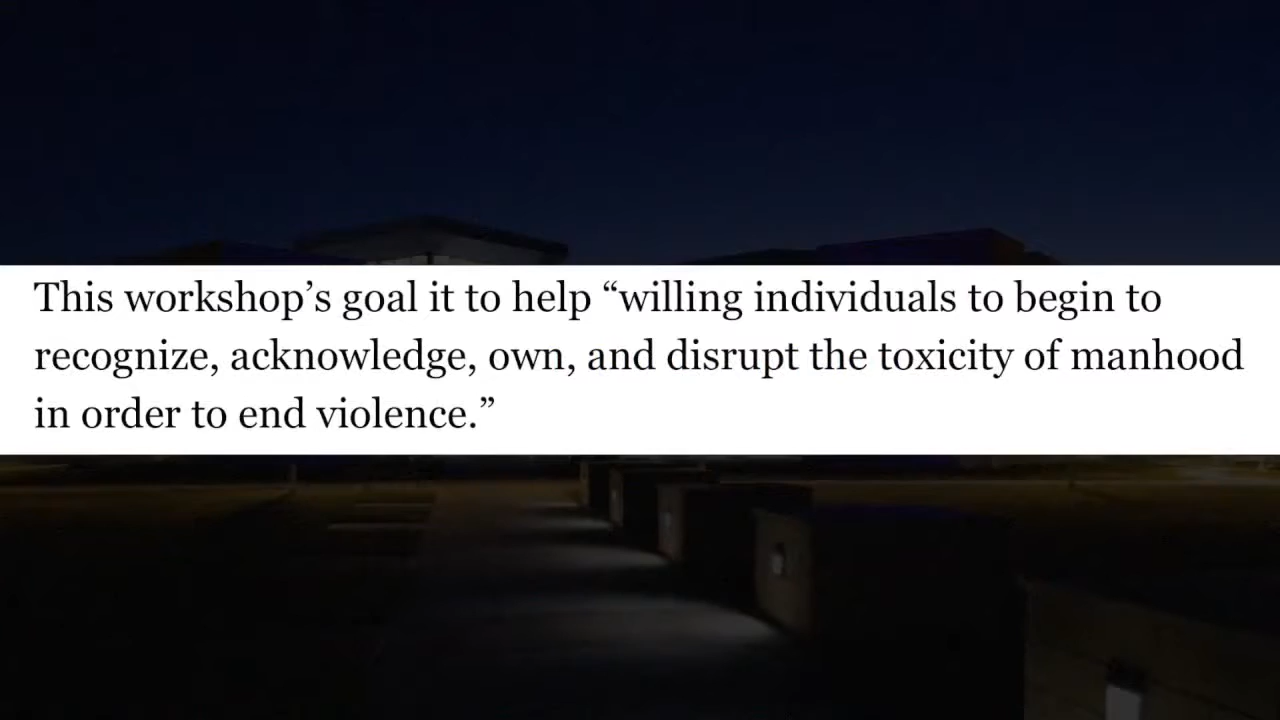 This workshop’s goal it to help “willing individuals to begin to
recognize, acknowledge, own, and disrupt the toxicity of manhood
in order to end violence.”